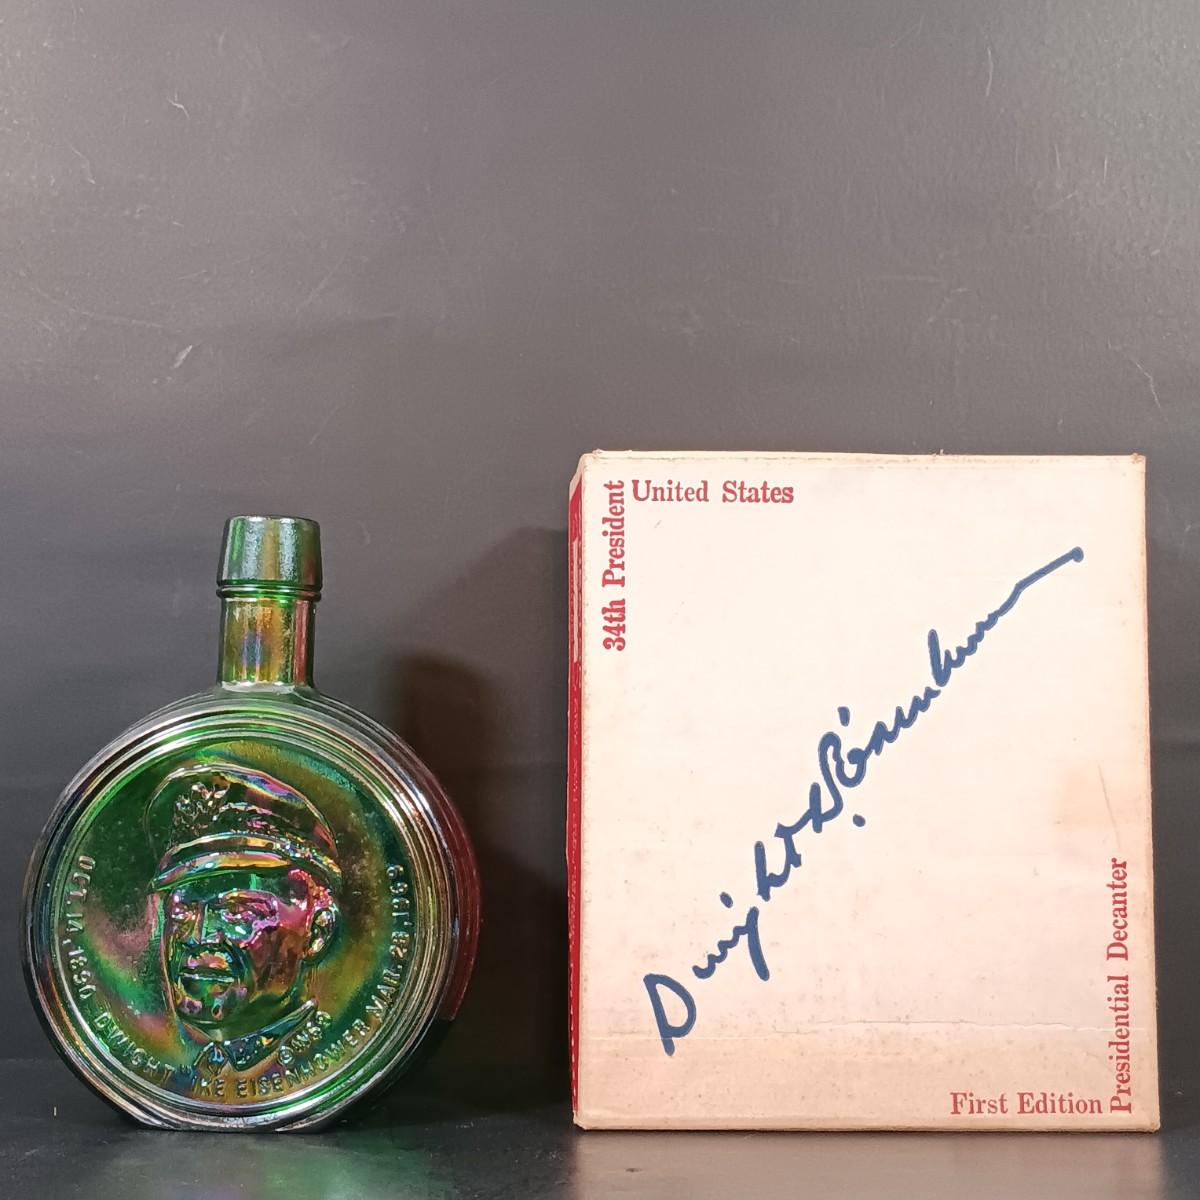 OCT. 14, 1890 - DWIGHT "IKE" EISENHOWER MAR. 28 1969
34th President
United States
Dwight D. Eisenhower
First Edition
Presidential Decanter